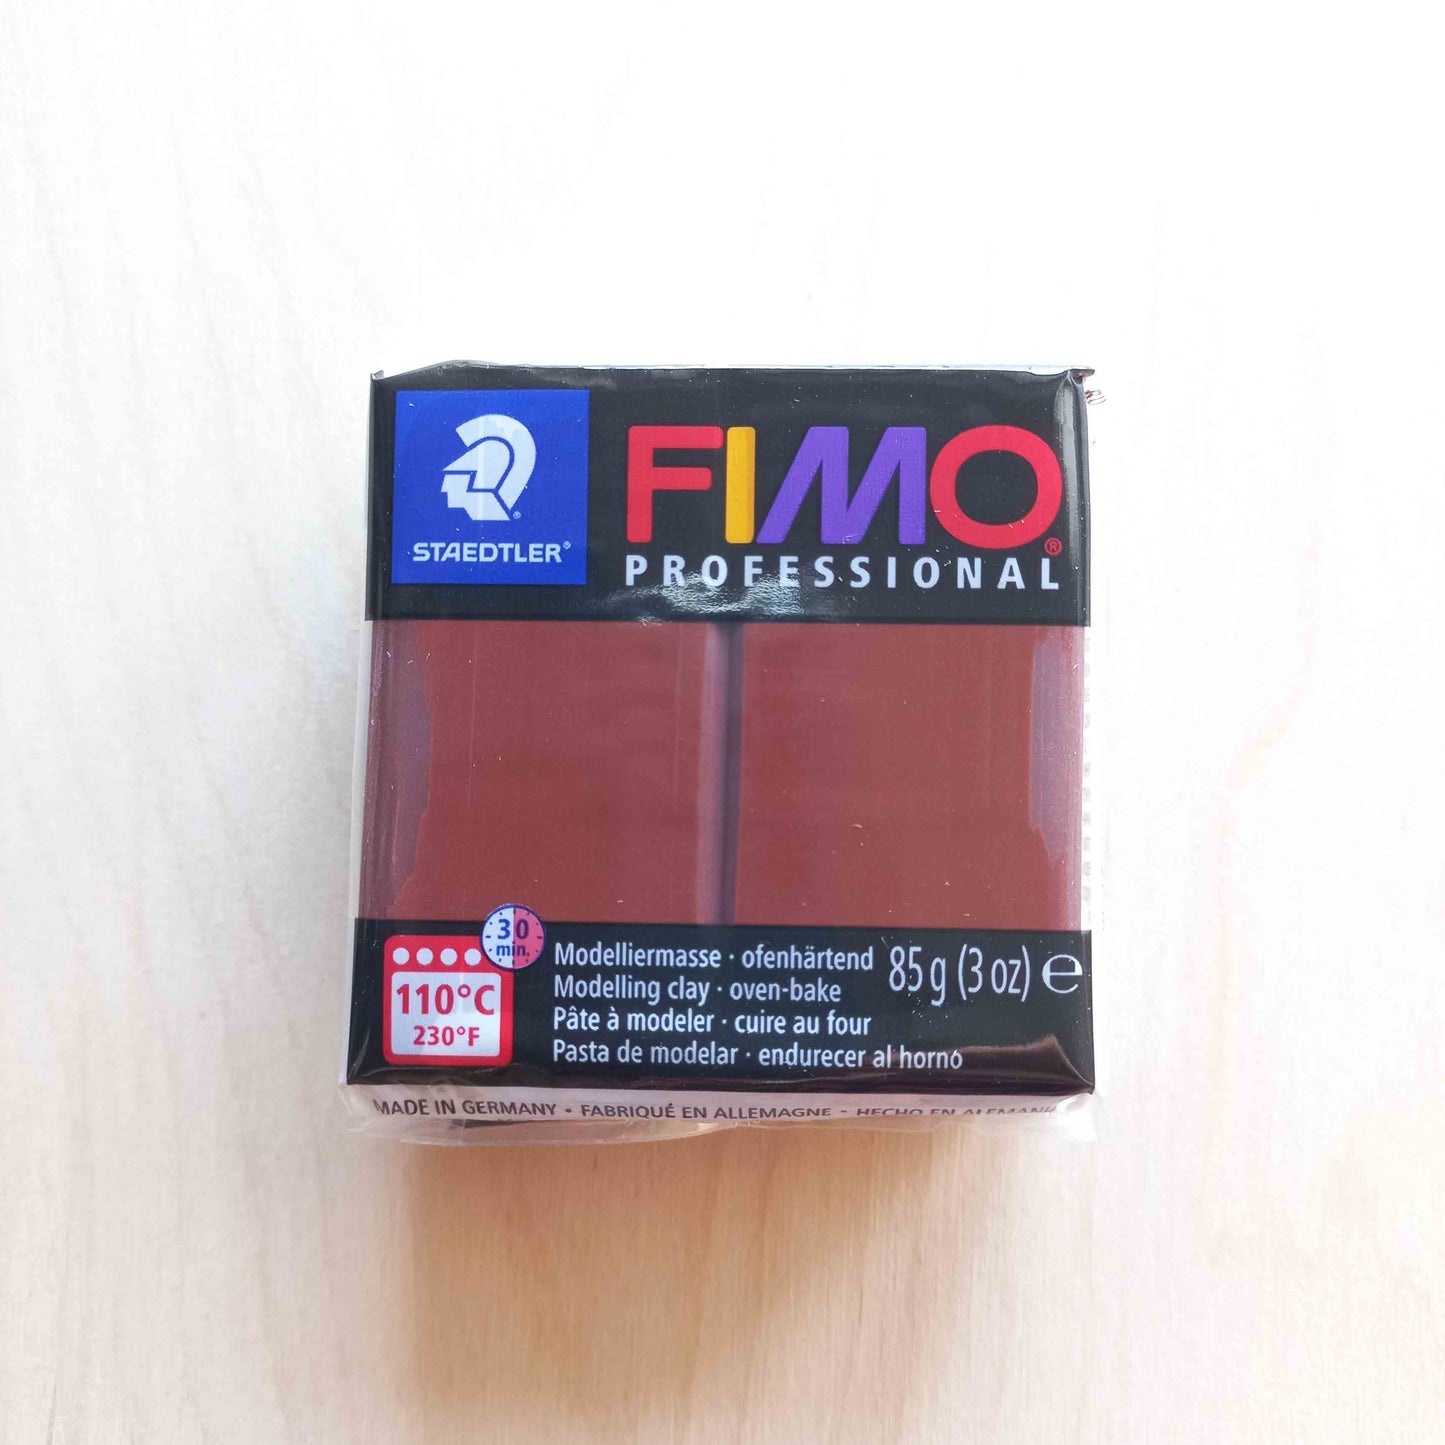 STAEDTLER®
FIMO®
PROFESSIONAL
30
min.
110°C
230°F
Modelliermasse · ofenhärtend
Modelling clay · oven-bake
Pâte à modeler · cuire au four
Pasta de modelar · endurecer al horno
85 g (3 oz) ℮
MADE IN GERMANY • FABRIQUÉ EN ALLEMAGNE - HECHO EN ALEMANIA